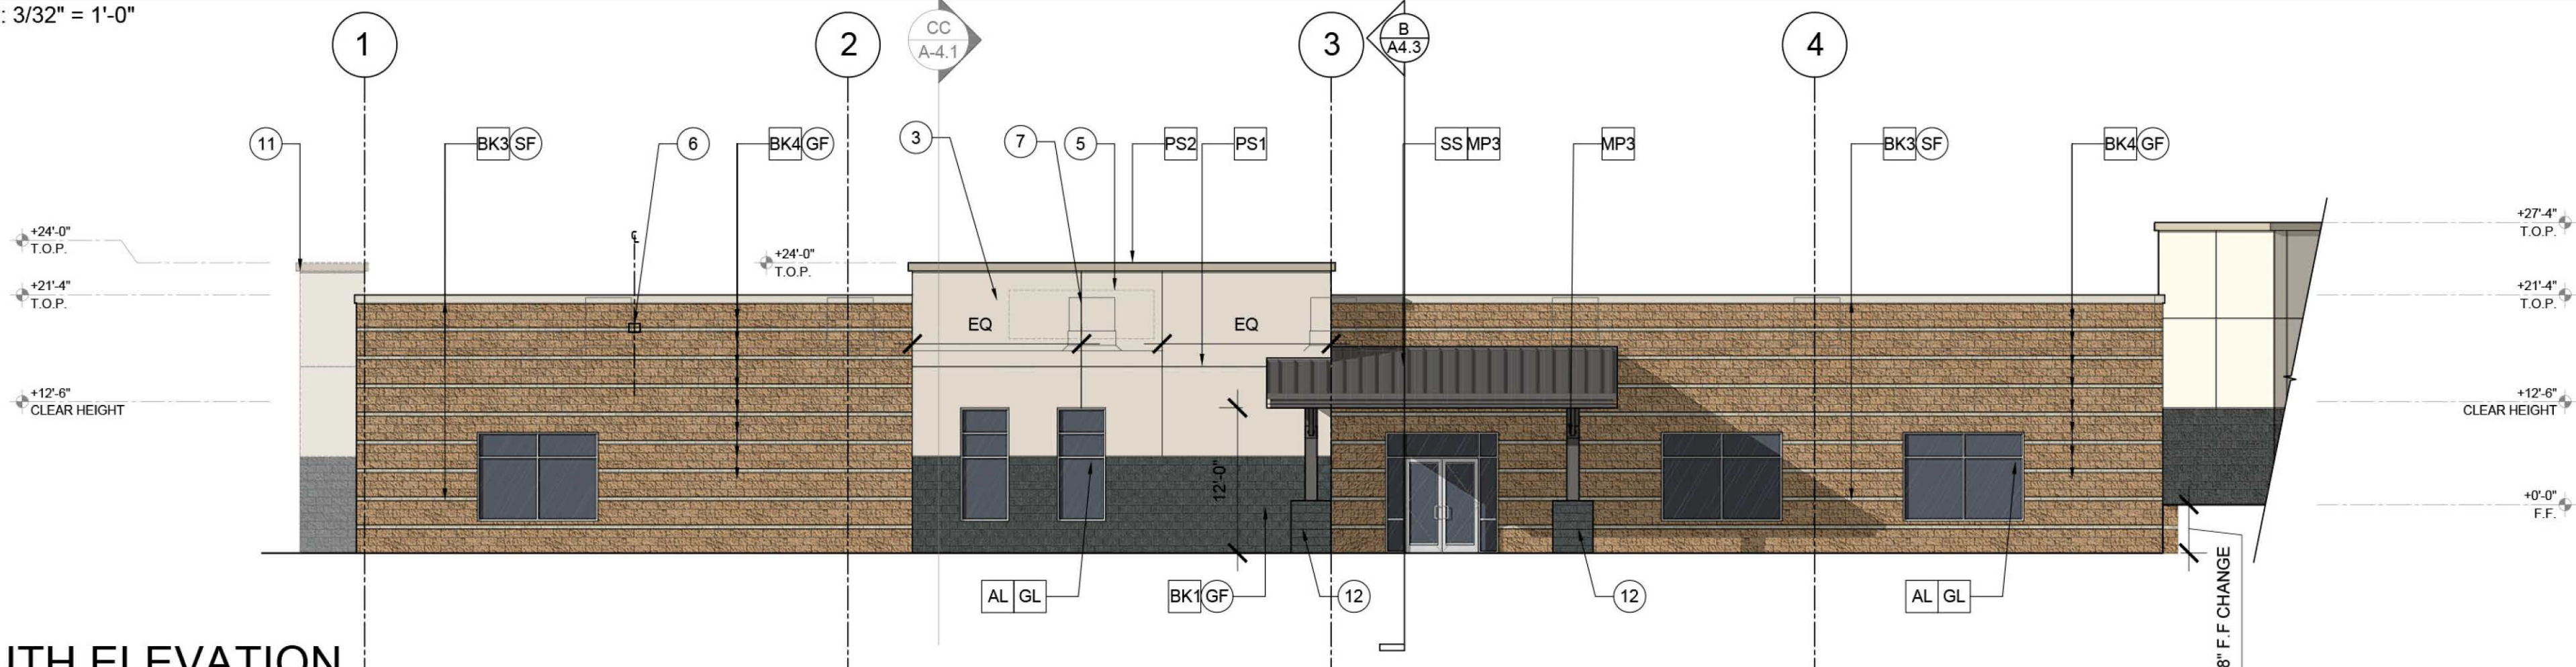 : 3/32" = 1'-0"
1
2
CC
A-4.1
3
B
A4.3
4
11
BK3 SF
6
BK4 GF
3
7
5
PS2
PS1
SS MP3
MP3
BK3 SF
BK4 GF
+24'-0"
T.O.P.
+24'-0"
T.O.P.
+27'-4"
T.O.P.
+21'-4"
T.O.P.
+21'-4"
T.O.P.
EQ
EQ
+12'-6"
CLEAR HEIGHT
+12'-6"
CLEAR HEIGHT
12'-0"
+0'-0"
F.F.
AL GL
BK1 GF
12
12
AL GL
8" F.F CHANGE
UTH ELEVATION